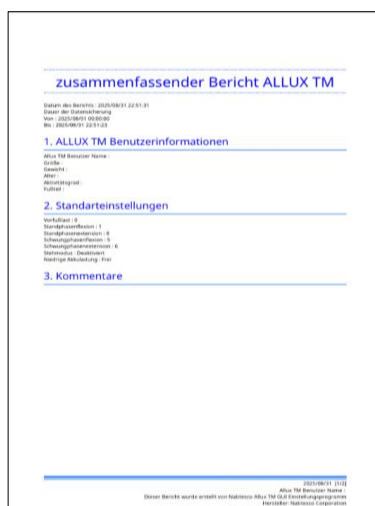 zusammenfassender Bericht ALLUX TM
Datum des Berichts : 2025/08/31 22:51:31
Dauer der Datensicherung
Von : 2025/08/01 00:00:00
Bis : 2025/08/31 22:51:23
1. ALLUX TM Benutzerinformationen
Allux TM Benutzer Name :
Größe :
Gewicht :
Alter :
Aktivitätsgrad :
Fußteil :
2. Standarteinstellungen
Vorfußlast : 0
Standphasenflexion : 1
Standphasenextension : 8
Schwungphasenflexion : 5
Schwungphasenextension : 6
Stehmodus : Deaktiviert
Niedrige Akkuladung : Frei
3. Kommentare
2025/08/31 [1/2]
Allux TM Benutzer Name :
Dieser Bericht wurde erstellt von Nabtesco Allux TM GUI Einstellungsprogramm
Hersteller: Nabtesco Corporation